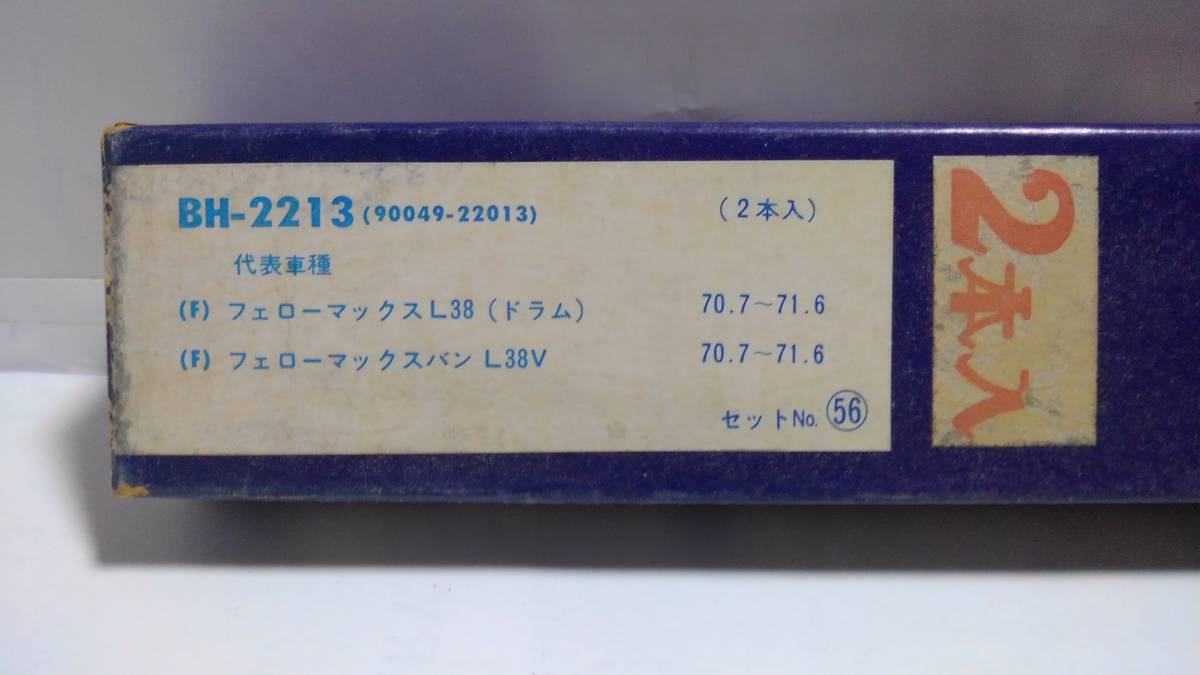 BH-2213 (90049-22013) (2本入)
代表車種
(F) フェローマックスL38 (ドラム) 70.7~71.6
(F) フェローマックスバン L38V 70.7~71.6
セットNo. 56
2本入